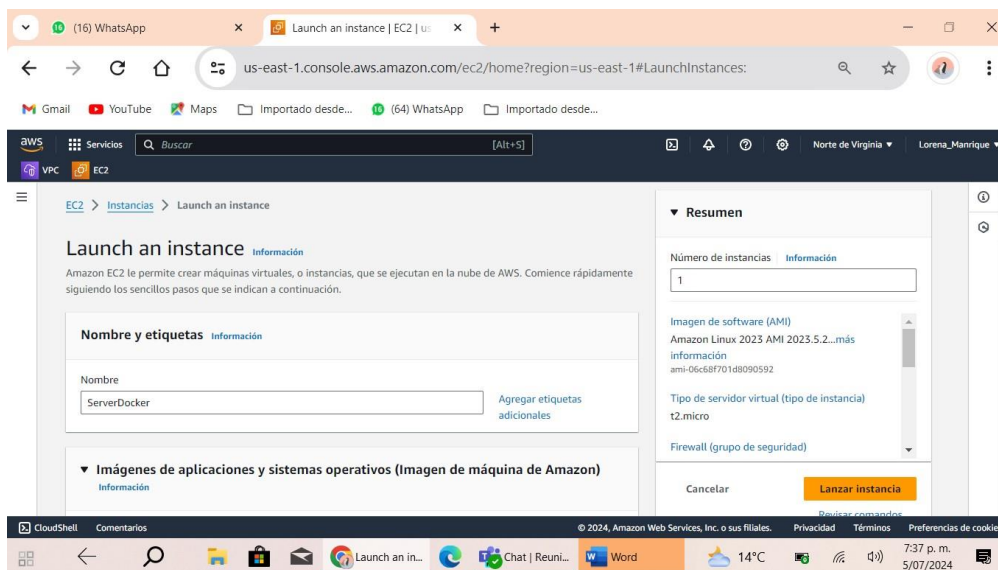 (16) WhatsApp
Launch an instance | EC2 | us
us-east-1.console.aws.amazon.com/ec2/home?region=us-east-1#LaunchInstances:
Gmail YouTube Maps Importado desde... (64) WhatsApp Importado desde...
aws Servicios Buscar [Alt+S] Norte de Virginia Lorena_Manrique
VPC EC2
EC2 > Instancias > Launch an instance
Launch an instance Información
Amazon EC2 le permite crear máquinas virtuales, o instancias, que se ejecutan en la nube de AWS. Comience rápidamente
siguiendo los sencillos pasos que se indican a continuación.
Nombre y etiquetas Información
Nombre
ServerDocker
Agregar etiquetas
adicionales
Imágenes de aplicaciones y sistemas operativos (Imagen de máquina de Amazon)
Información
Resumen
Número de instancias Información
1
Imagen de software (AMI)
Amazon Linux 2023 AMI 2023.5.2...más
información
ami-06c68f701d8090592
Tipo de servidor virtual (tipo de instancia)
t2.micro
Firewall (grupo de seguridad)
Cancelar Lanzar instancia
Revisar comandos
CloudShell Comentarios © 2024, Amazon Web Services, Inc. o sus filiales. Privacidad Términos Preferencias de cookie
Launch an in... Chat | Reuni... Word 14°C 7:37 p. m.
5/07/2024